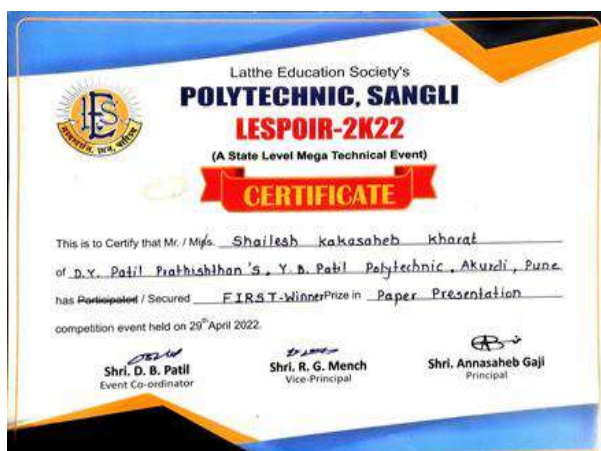 Latthe Education Society's
POLYTECHNIC, SANGLI
LES
LESPOIR-2K22
(A State Level Mega Technical Event)
CERTIFICATE
This is to Certify that Mr. / Miss. Shailesh kakasaheb kharat
of D.Y. Patil Prathishthan's, Y.B. Patil Polytechnic, Akurdi, Pune
has Participated / Secured FIRST-Winner Prize in Paper Presentation
competition event held on 29th April 2022.
Shri. D. B. Patil
Event Co-ordinator
Shri. R. G. Mench
Vice-Principal
Shri. Annasaheb Gaji
Principal